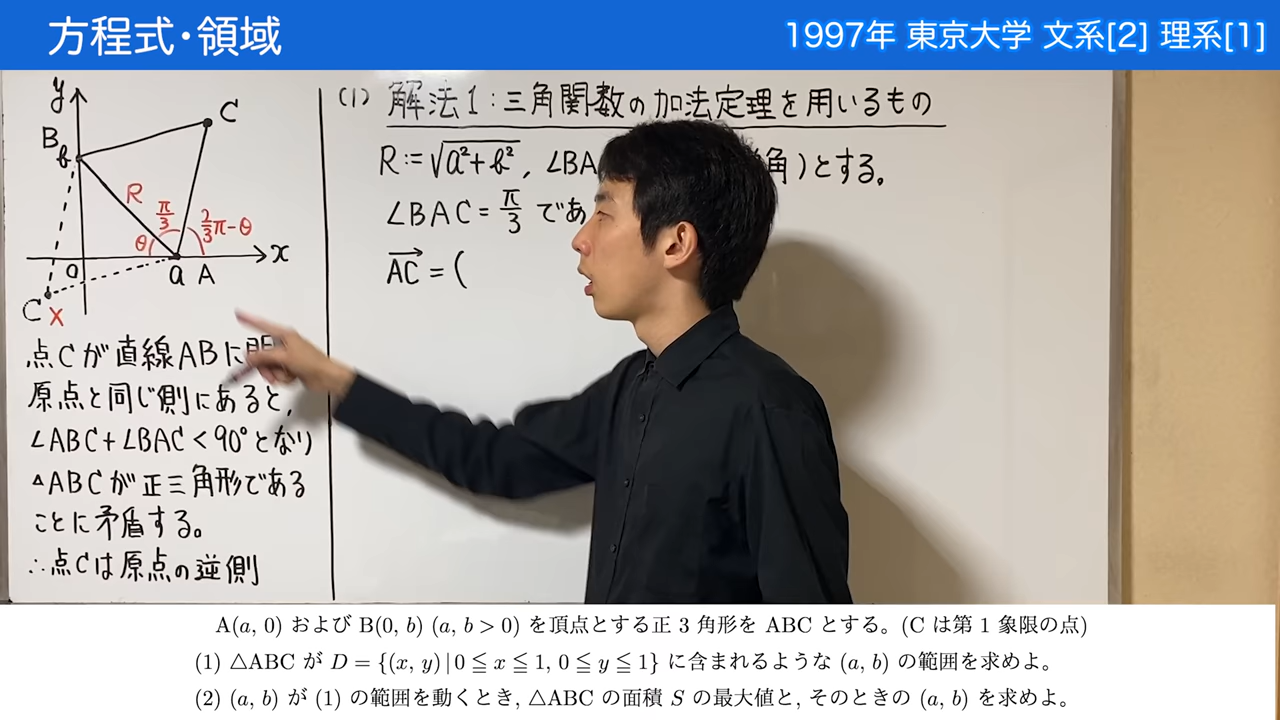 方程式・領域
1997年 東京大学 文系[2] 理系[1]
y
C
B
b
R
π/3
2/3π-θ
θ
0
a A
x
C X
点Cが直線ABに関
原点と同じ側にあると,
∠ABC+∠BAC<90°となり
△ABCが正三角形である
ことに矛盾する。
∴点Cは原点の逆側
(1) 解法1:三角関数の加法定理を用いるもの
R:=√(a²+b²), ∠BA 角)とする。
∠BAC=π/3 であ
AC→=(
A(a, 0) および B(0, b) (a, b > 0) を頂点とする正 3 角形を ABC とする。(C は第 1 象限の点)
(1) △ABC が D = {(x, y) | 0 ≦ x ≦ 1, 0 ≦ y ≦ 1} に含まれるような (a, b) の範囲を求めよ。
(2) (a, b) が (1) の範囲を動くとき, △ABC の面積 S の最大値と, そのときの (a, b) を求めよ。